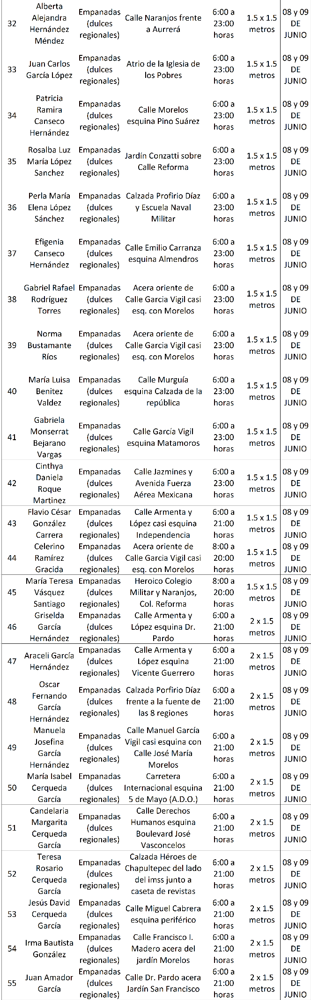 32
Alberta
Alejandra
Hernández
Méndez
Empanadas
(dulces
regionales)
Calle Naranjos frente
a Aurrerá
6:00 a
23:00
horas
1.5 x 1.5
metros
08 y 09
DE
JUNIO
33
Juan Carlos
García López
Empanadas
(dulces
regionales)
Atrio de la Iglesia de
los Pobres
6:00 a
23:00
horas
1.5 x 1.5
metros
08 y 09
DE
JUNIO
34
Patricia
Ramira
Canseco
Hernández
Empanadas
(dulces
regionales)
Calle Morelos
esquina Pino Suárez
6:00 a
23:00
horas
1.5 x 1.5
metros
08 y 09
DE
JUNIO
35
Rosalba Luz
María López
Sanchez
Empanadas
(dulces
regionales)
Jardín Conzatti sobre
Calle Reforma
6:00 a
23:00
horas
1.5 x 1.5
metros
08 y 09
DE
JUNIO
36
Perla María
Elena López
Sánchez
Empanadas
(dulces
regionales)
Calzada Profirio Díaz
y Escuela Naval
Militar
6:00 a
23:00
horas
1.5 x 1.5
metros
08 y 09
DE
JUNIO
37
Efigenia
Canseco
Hernández
Empanadas
(dulces
regionales)
Calle Emilio Carranza
esquina Almendros
6:00 a
23:00
horas
1.5 x 1.5
metros
08 y 09
DE
JUNIO
38
Gabriel Rafael
Rodríguez
Torres
Empanadas
(dulces
regionales)
Acera oriente de
Calle Garcia Vigil casi
esq. con Morelos
6:00 a
23:00
horas
1.5 x 1.5
metros
08 y 09
DE
JUNIO
39
Norma
Bustamante
Ríos
Empanadas
(dulces
regionales)
Acera oriente de
Calle Garcia Vigil casi
esq. con Morelos
6:00 a
23:00
horas
1.5 x 1.5
metros
08 y 09
DE
JUNIO
40
María Luisa
Benitez
Valdez
Empanadas
(dulces
regionales)
Calle Murguía
esquina Calzada de la
república
6:00 a
23:00
horas
1.5 x 1.5
metros
08 y 09
DE
JUNIO
41
Gabriela
Monserrat
Bejarano
Vargas
Empanadas
(dulces
regionales)
Calle García Vigil
esquina Matamoros
6:00 a
23:00
horas
1.5 x 1.5
metros
08 y 09
DE
JUNIO
42
Cinthya
Daniela
Roque
Martinez
Empanadas
(dulces
regionales)
Calle Jazmínes y
Avenida Fuerza
Aérea Mexicana
6:00 a
23:00
horas
1.5 x 1.5
metros
08 y 09
DE
JUNIO
43
Flavio César
González
Carrera
Empanadas
(dulces
regionales)
Calle Armenta y
López casi esquina
Independencia
6:00 a
21:00
horas
1.5 x 1.5
metros
08 y 09
DE
JUNIO
44
Celerino
Ramírez
Gracida
Empanadas
(dulces
regionales)
Acera oriente de
Calle Garcia Vigil casi
esq. con Morelos
8:00 a
20:00
horas
1.5 x 1.5
metros
08 y 09
DE
JUNIO
45
María Teresa
Vásquez
Santiago
Empanadas
(dulces
regionales)
Heroico Colegio
Militar y Naranjos,
Col. Reforma
8:00 a
20:00
horas
1.5 x 1.5
metros
08 y 09
DE
JUNIO
46
Griselda
García
Hernández
Empanadas
(dulces
regionales)
Calle Armenta y
López esquina Dr.
Pardo
6:00 a
21:00
horas
2 x 1.5
metros
08 y 09
DE
JUNIO
47
Araceli García
Hernández
Empanadas
(dulces
regionales)
Calle Armenta y
López esquina
Vicente Guerrero
6:00 a
21:00
horas
2 x 1.5
metros
08 y 09
DE
JUNIO
48
Oscar
Fernando
García
Hernández
Empanadas
(dulces
regionales)
Calzada Porfirio Díaz
frente a la fuente de
las 8 regiones
6:00 a
21:00
horas
2 x 1.5
metros
08 y 09
DE
JUNIO
49
Manuela
Josefina
García
Hernández
Empanadas
(dulces
regionales)
Calle Manuel García
Vigil casi esquina con
Calle José María
Morelos
6:00 a
21:00
horas
2 x 1.5
metros
08 y 09
DE
JUNIO
50
María Isabel
Cerqueda
García
Empanadas
(dulces
regionales)
Carretera
Internacional esquina
5 de Mayo (A.D.O.)
6:00 a
21:00
horas
2 x 1.5
metros
08 y 09
DE
JUNIO
51
Candelaria
Margarita
Cerqueda
García
Empanadas
(dulces
regionales)
Calle Derechos
Humanos esquina
Boulevard José
Vasconcelos
6:00 a
21:00
horas
2 x 1.5
metros
08 y 09
DE
JUNIO
52
Teresa
Rosario
Cerqueda
García
Empanadas
(dulces
regionales)
Calzada Héroes de
Chapultepec del lado
del imss junto a
caseta de revistas
6:00 a
21:00
horas
2 x 1.5
metros
08 y 09
DE
JUNIO
53
Jesús David
Cerqueda
García
Empanadas
(dulces
regionales)
Calle Miguel Cabrera
esquina periférico
6:00 a
21:00
horas
2 x 1.5
metros
08 y 09
DE
JUNIO
54
Irma Bautista
González
Empanadas
(dulces
regionales)
Calle Francisco I.
Madero acera del
jardín Morelos
6:00 a
21:00
horas
2 x 1.5
metros
08 y 09
DE
JUNIO
55
Juan Amador
García
Empanadas
(dulces
regionales)
Calle Dr. Pardo acera
Jardín San Francisco
6:00 a
21:00
horas
2 x 1.5
metros
08 y 09
DE
JUNIO